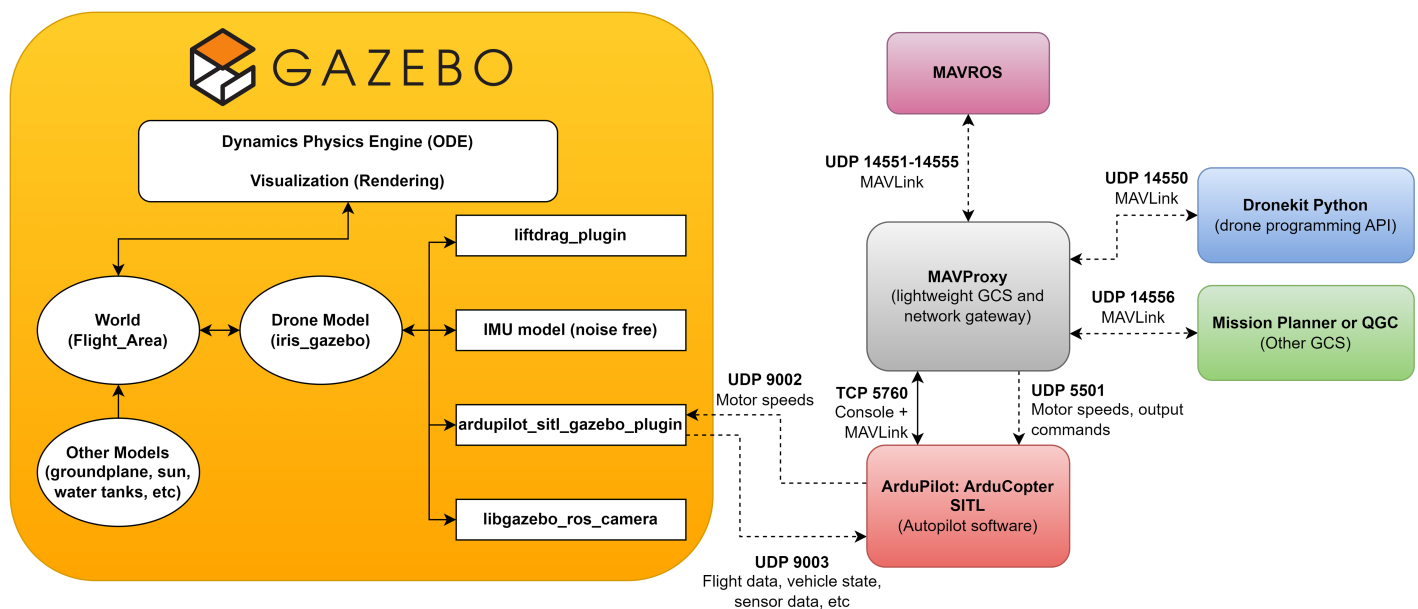 GAZEBO
Dynamics Physics Engine (ODE)
Visualization (Rendering)
liftdrag_plugin
World
(Flight_Area)
Drone Model
(iris_gazebo)
IMU model (noise free)
ardupilot_sitl_gazebo_plugin
Other Models
(groundplane, sun,
water tanks, etc)
libgazebo_ros_camera
MAVROS
UDP 14551-14555
MAVLink
UDP 14550
MAVLink
Dronekit Python
(drone programming API)
MAVProxy
(lightweight GCS and
network gateway)
UDP 14556
MAVLink
Mission Planner or QGC
(Other GCS)
UDP 9002
Motor speeds
TCP 5760
Console +
MAVLink
UDP 5501
Motor speeds, output
commands
ArduPilot: ArduCopter
SITL
(Autopilot software)
UDP 9003
Flight data, vehicle state,
sensor data, etc